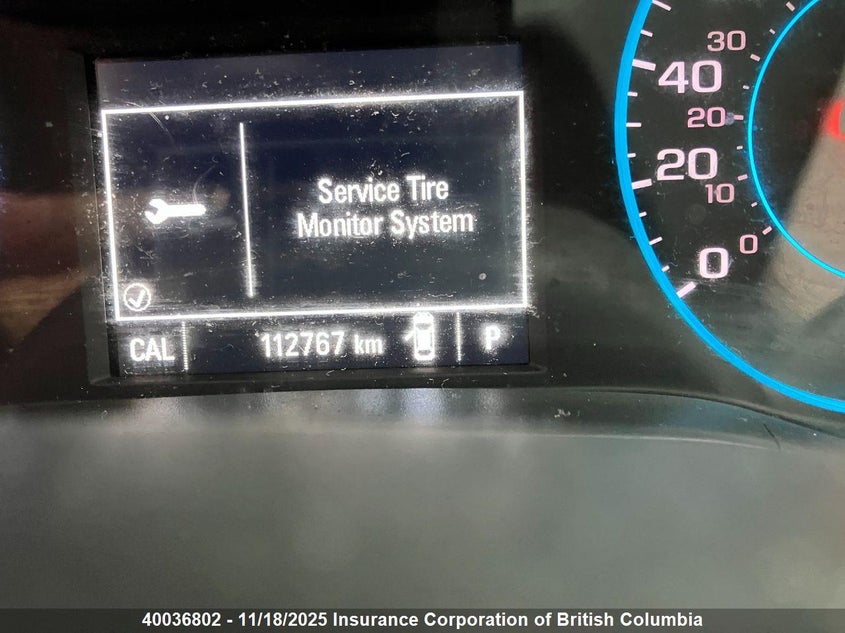 Service Tire
Monitor System
CAL 112767 km P
30
40
20
20
10
0
0
40036802 - 11/18/2025 Insurance Corporation of British Columbia